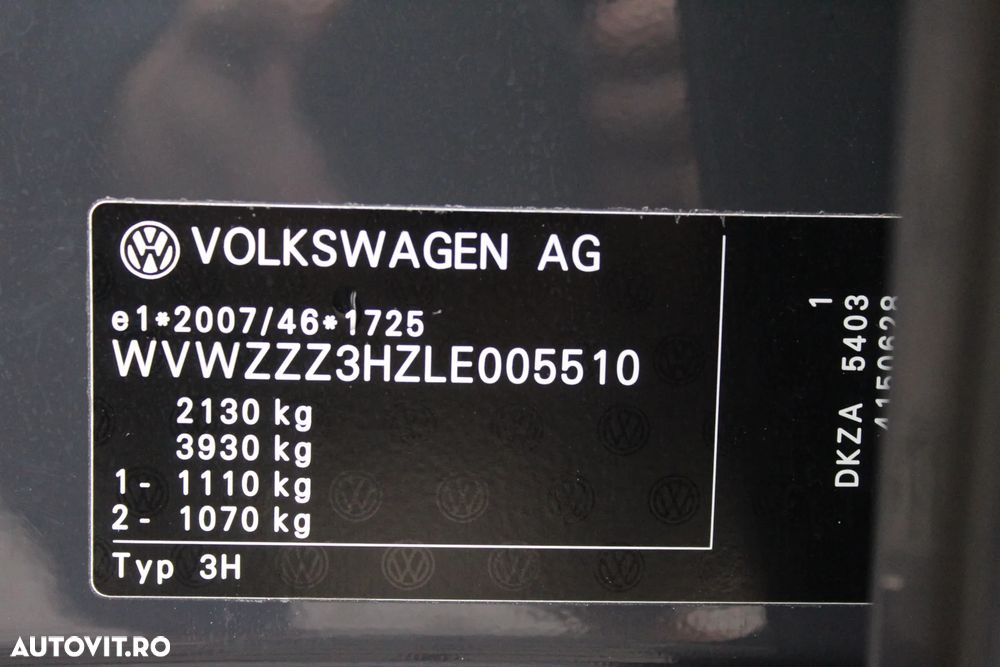 VOLKSWAGEN AG
e1*2007/46*1725
WVWZZZ3HZLE005510
2130 kg
3930 kg
1- 1110 kg
2- 1070 kg
Typ 3H
1
DKZA 5403
4150628
AUTOVIT.RO